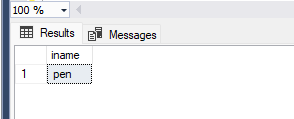 100 %
Results Messages
iname
1 pen